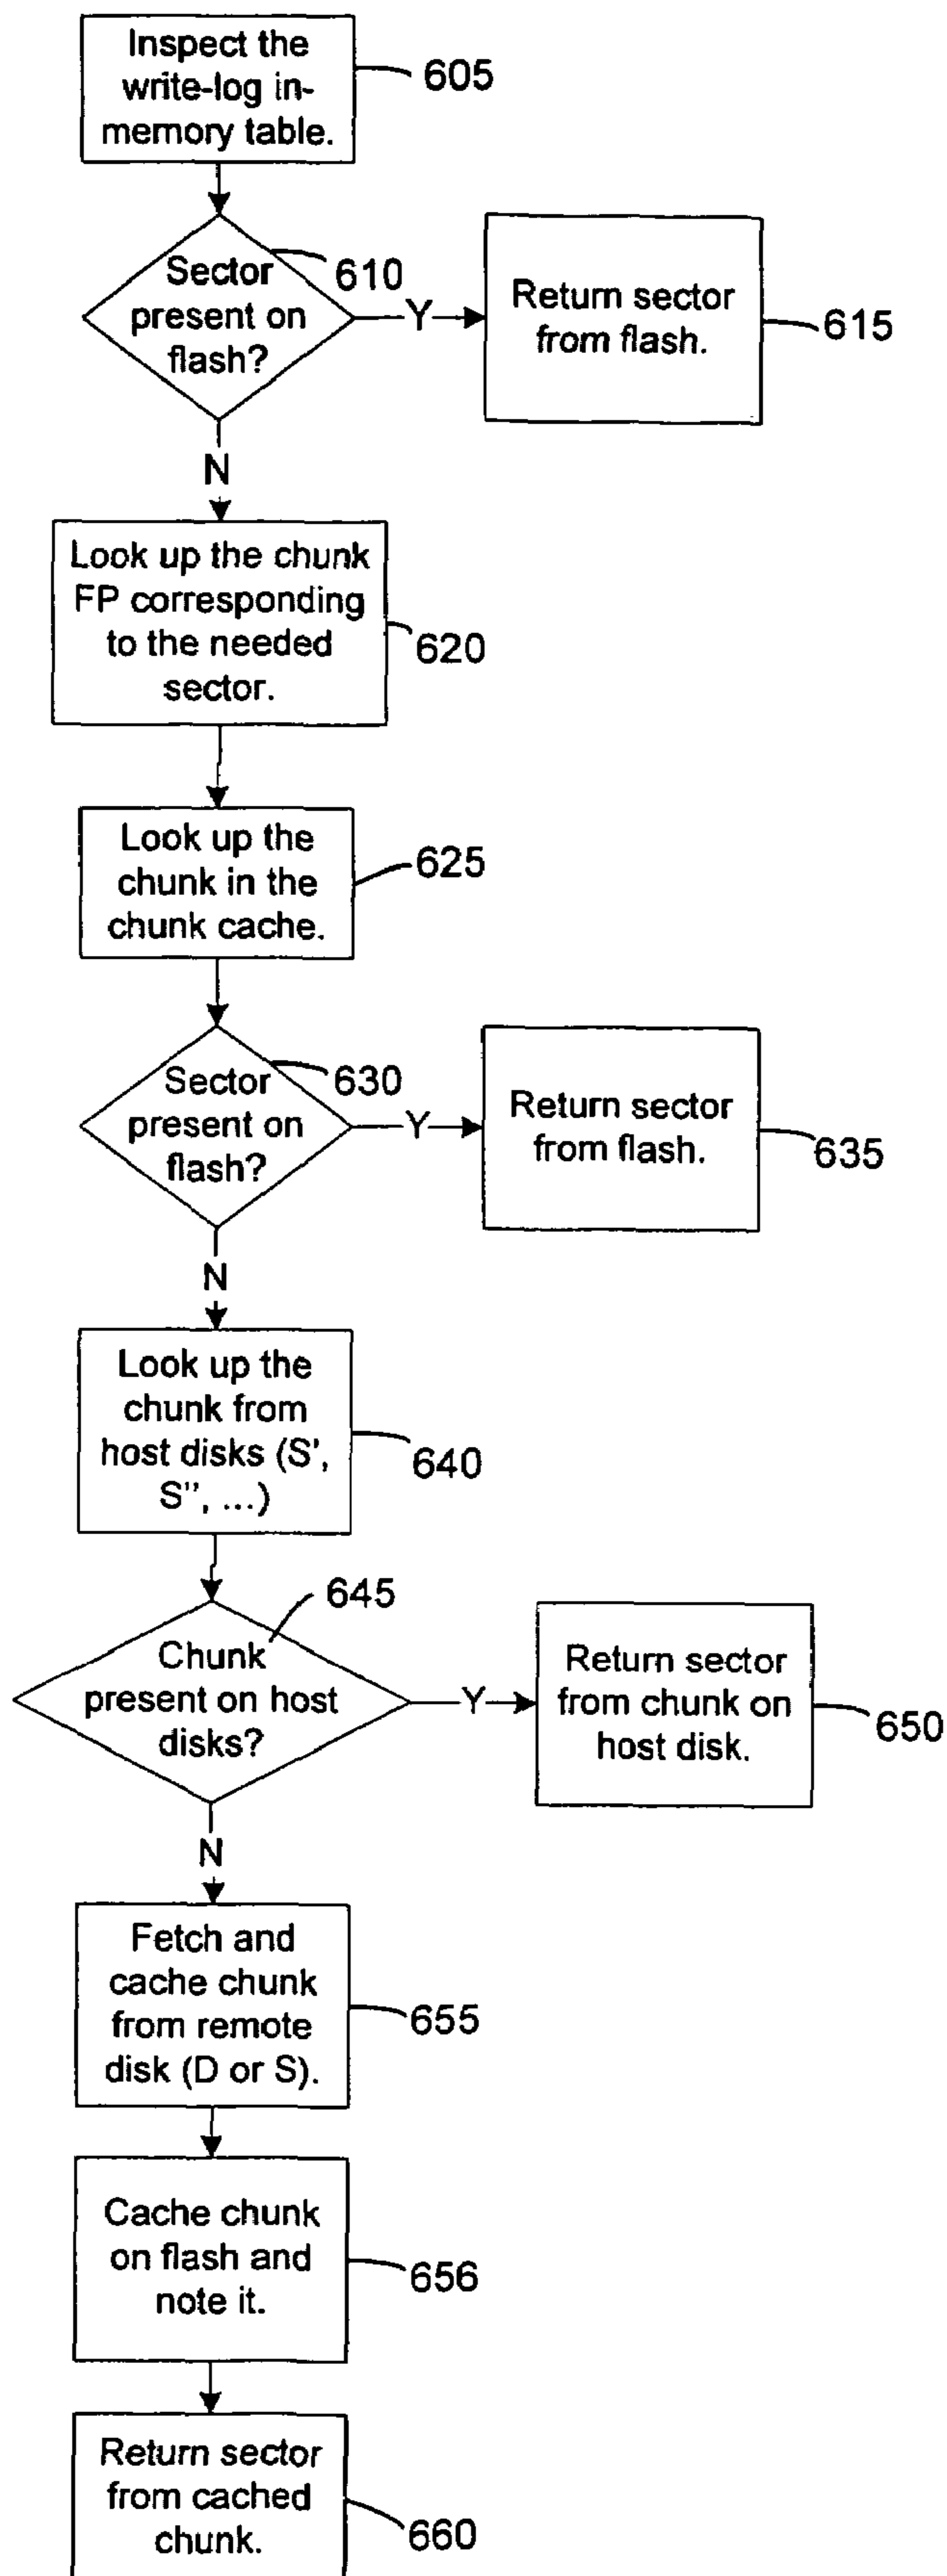 Inspect the
write-log in-
memory table.
605
610
Sector
present on
flash?
Y
Return sector
from flash.
615
N
Look up the chunk
FP corresponding
to the needed
sector.
620
Look up the
chunk in the
chunk cache.
625
630
Sector
present on
flash?
Y
Return sector
from flash.
635
N
Look up the
chunk from
host disks (S',
S'', ...)
640
645
Chunk
present on host
disks?
Y
Return sector
from chunk on
host disk.
650
N
Fetch and
cache chunk
from remote
disk (D or S).
655
Cache chunk
on flash and
note it.
656
Return sector
from cached
chunk.
660